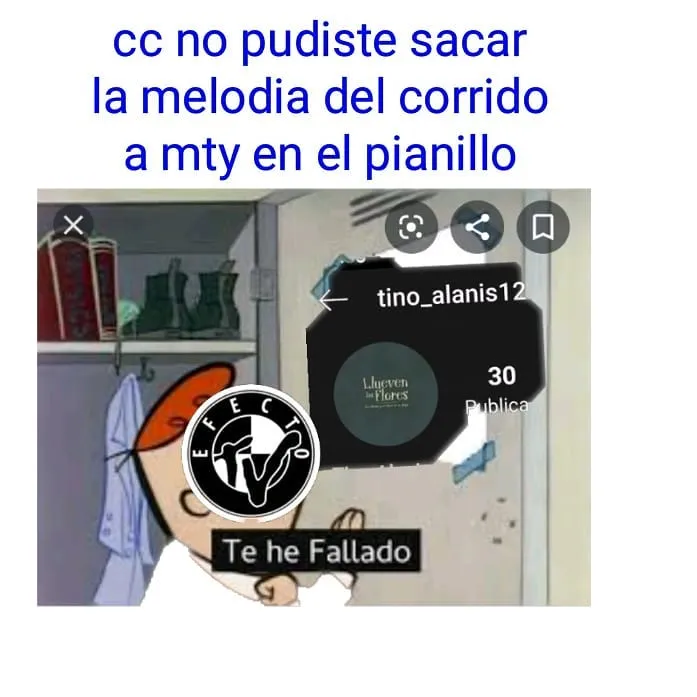 cc no pudiste sacar
la melodia del corrido
a mty en el pianillo
tino_alanis12
Llueven
las Flores
30
Publica
EFECTO
TV
Te he Fallado